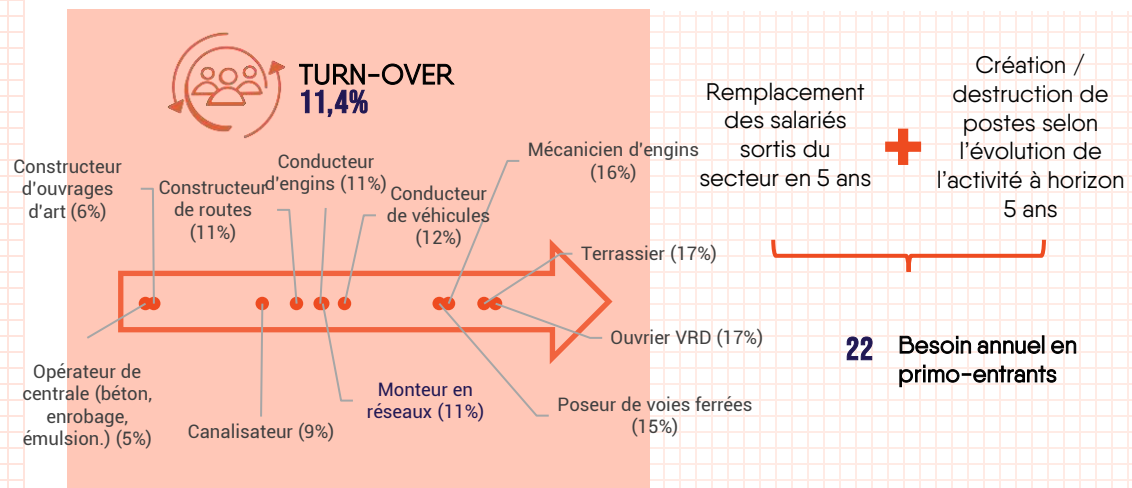 TURN-OVER
11,4%
Constructeur
d'ouvrages
d'art (6%)
Constructeur
de routes
(11%)
Conducteur
d'engins (11%)
Conducteur
de véhicules
(12%)
Mécanicien d'engins
(16%)
Terrassier (17%)
Ouvrier VRD (17%)
Poseur de voies ferrées
(15%)
Monteur en
réseaux (11%)
Canalisateur (9%)
Opérateur de
centrale (béton,
enrobage,
émulsion.) (5%)
Remplacement
des salariés
sortis du
secteur en 5 ans
Création /
destruction de
postes selon
l'évolution de
l'activité à horizon
5 ans
22
Besoin annuel en
primo-entrants